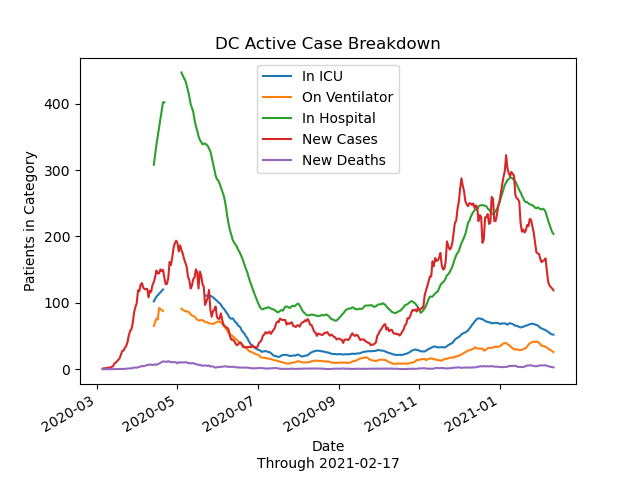 DC Active Case Breakdown
In ICU
On Ventilator
In Hospital
New Cases
New Deaths
Patients in Category
400
300
200
100
0
2020-03
2020-05
2020-07
2020-09
2020-11
2021-01
Date
Through 2021-02-17